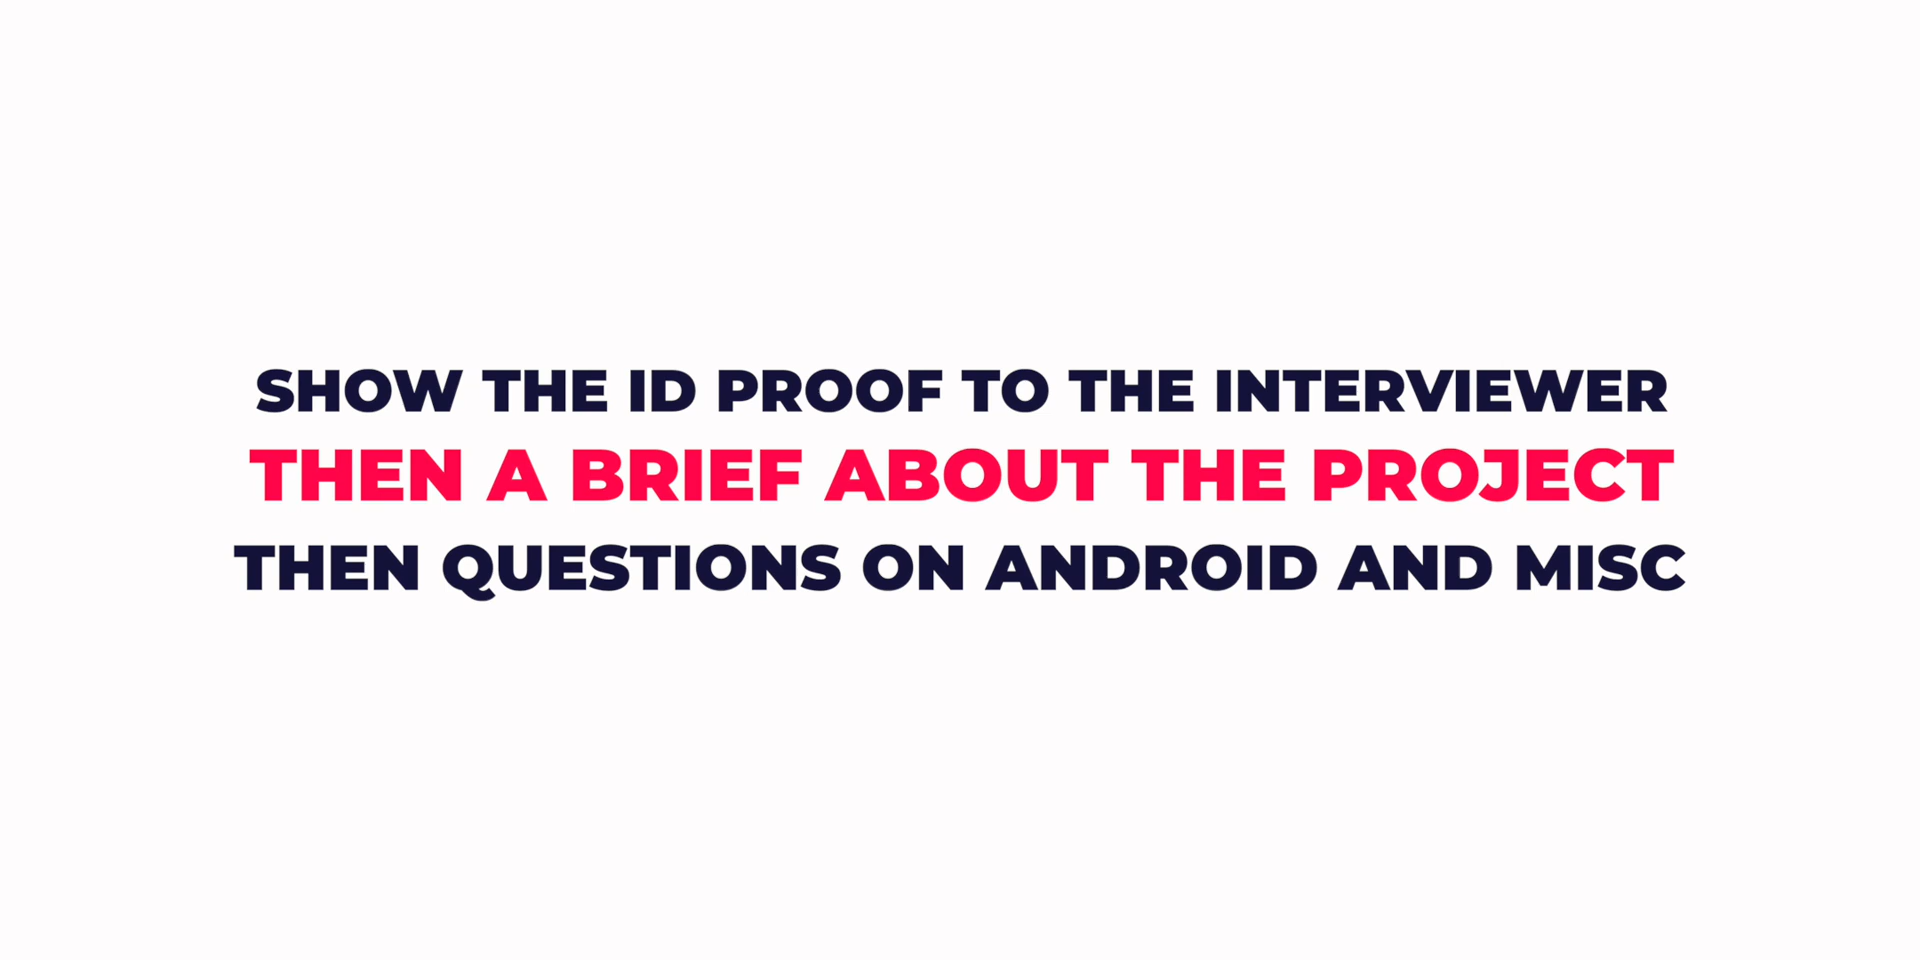 SHOW THE ID PROOF TO THE INTERVIEWER
THEN A BRIEF ABOUT THE PROJECT
THEN QUESTIONS ON ANDROID AND MISC